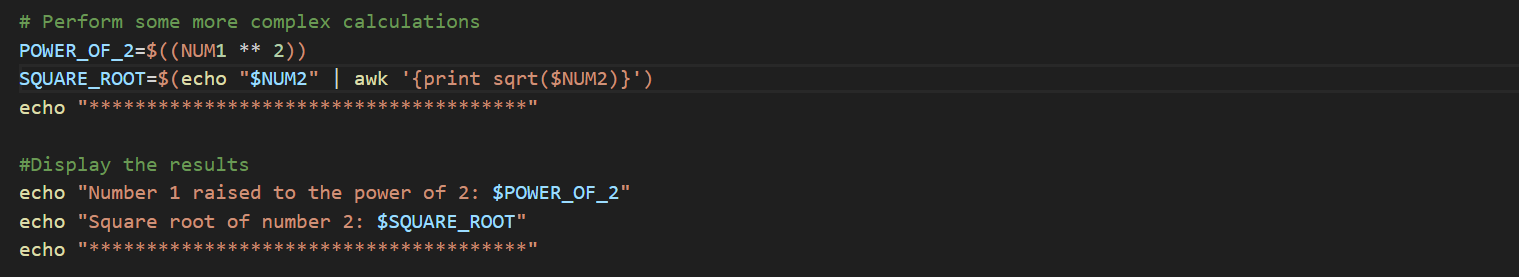 # Perform some more complex calculations
POWER_OF_2=$((NUM1 ** 2))
SQUARE_ROOT=$(echo "$NUM2" | awk '{print sqrt($NUM2)}')
echo "**************************************"
#Display the results
echo "Number 1 raised to the power of 2: $POWER_OF_2"
echo "Square root of number 2: $SQUARE_ROOT"
echo "**************************************"